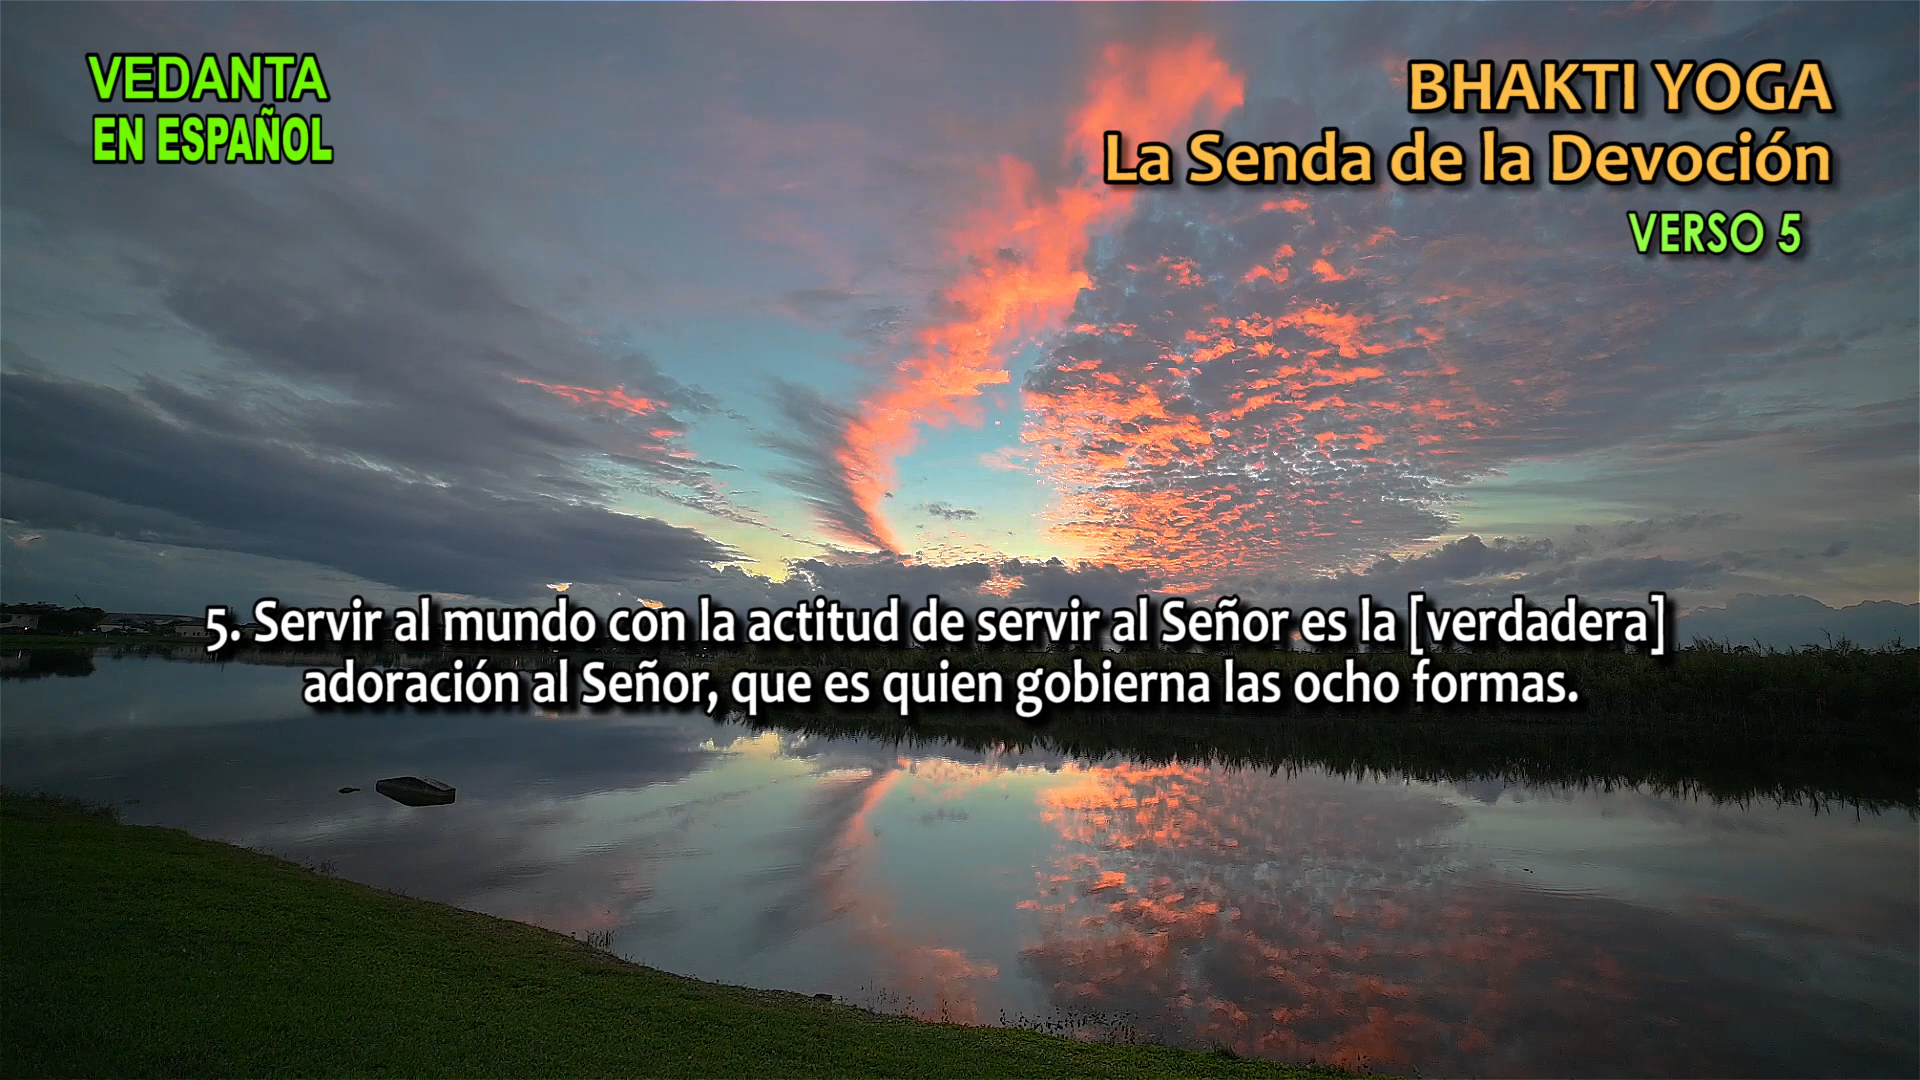 VEDANTA
EN ESPAÑOL
BHAKTI YOGA
La Senda de la Devoción
VERSO 5
5. Servir al mundo con la actitud de servir al Señor es la [verdadera]
adoración al Señor, que es quien gobierna las ocho formas.